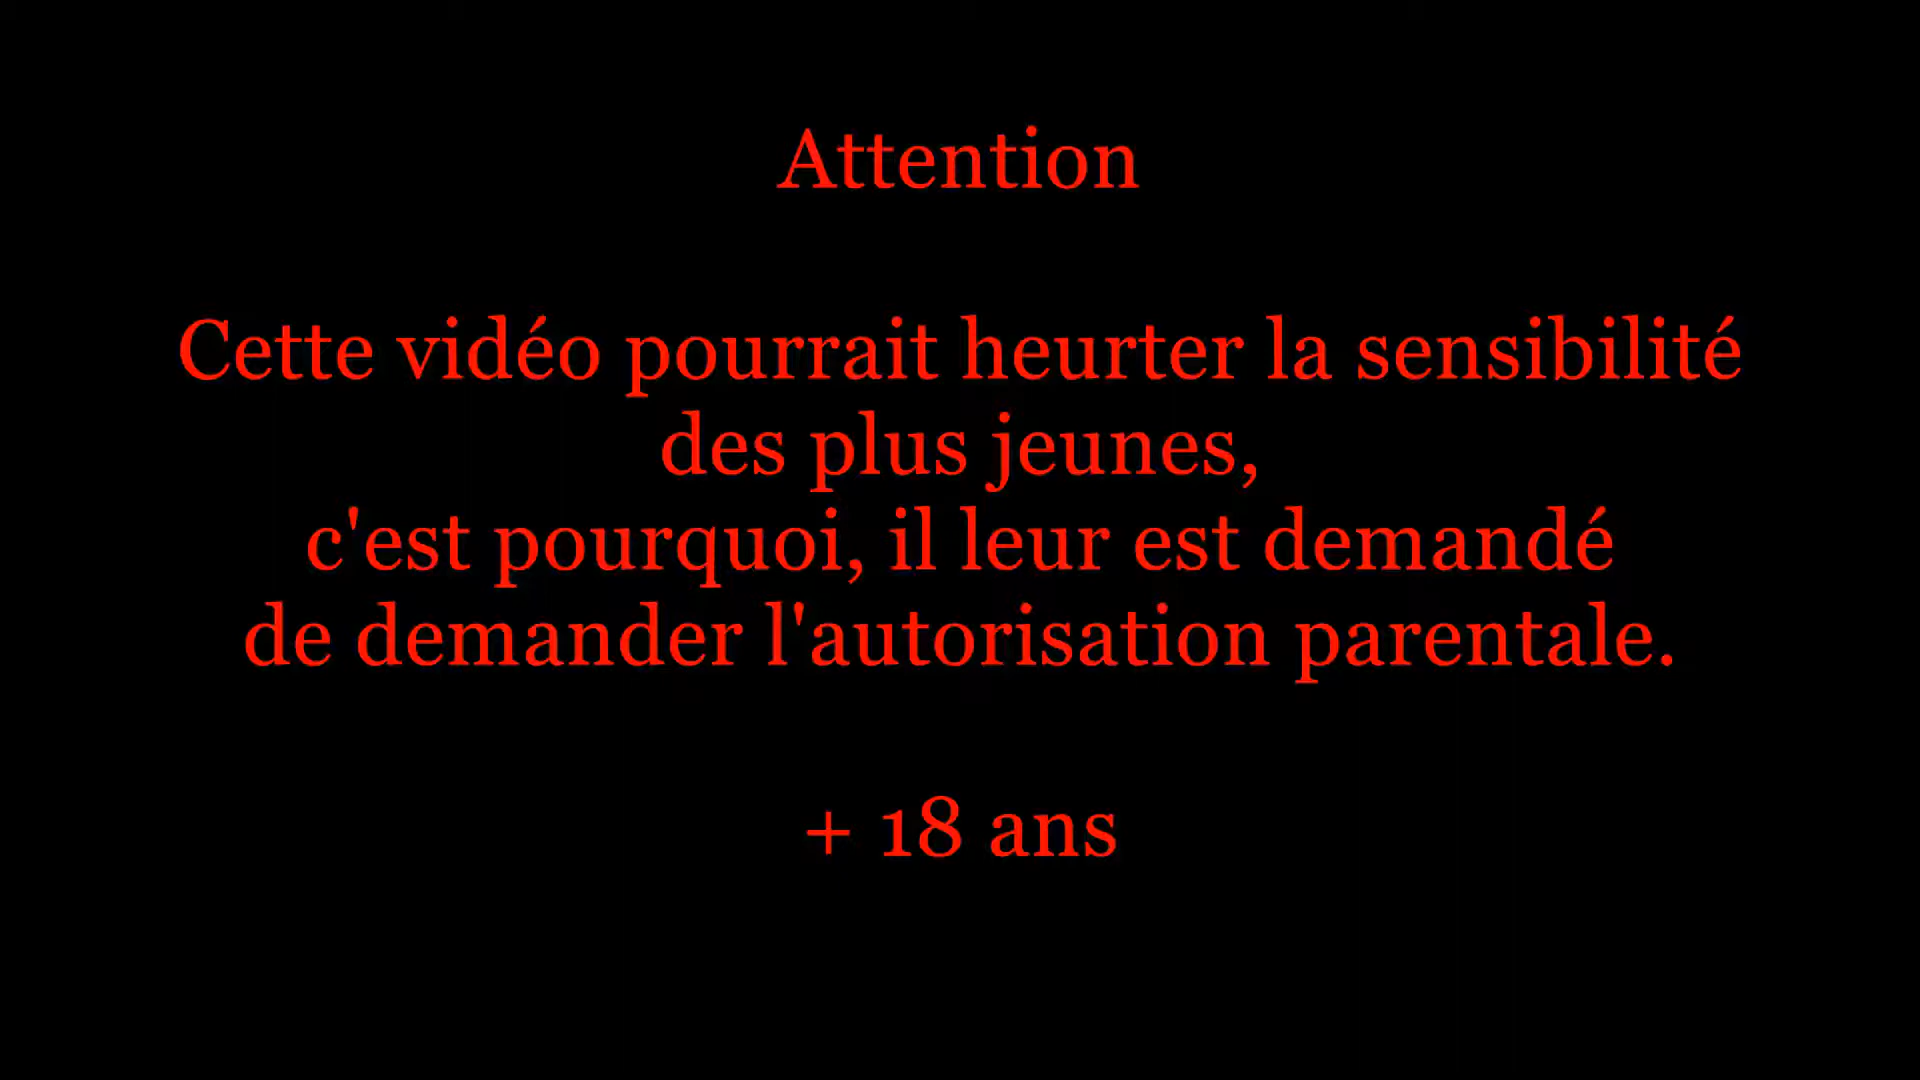 Attention
Cette vidéo pourrait heurter la sensibilité
des plus jeunes,
c'est pourquoi, il leur est demandé
de demander l'autorisation parentale.
+ 18 ans